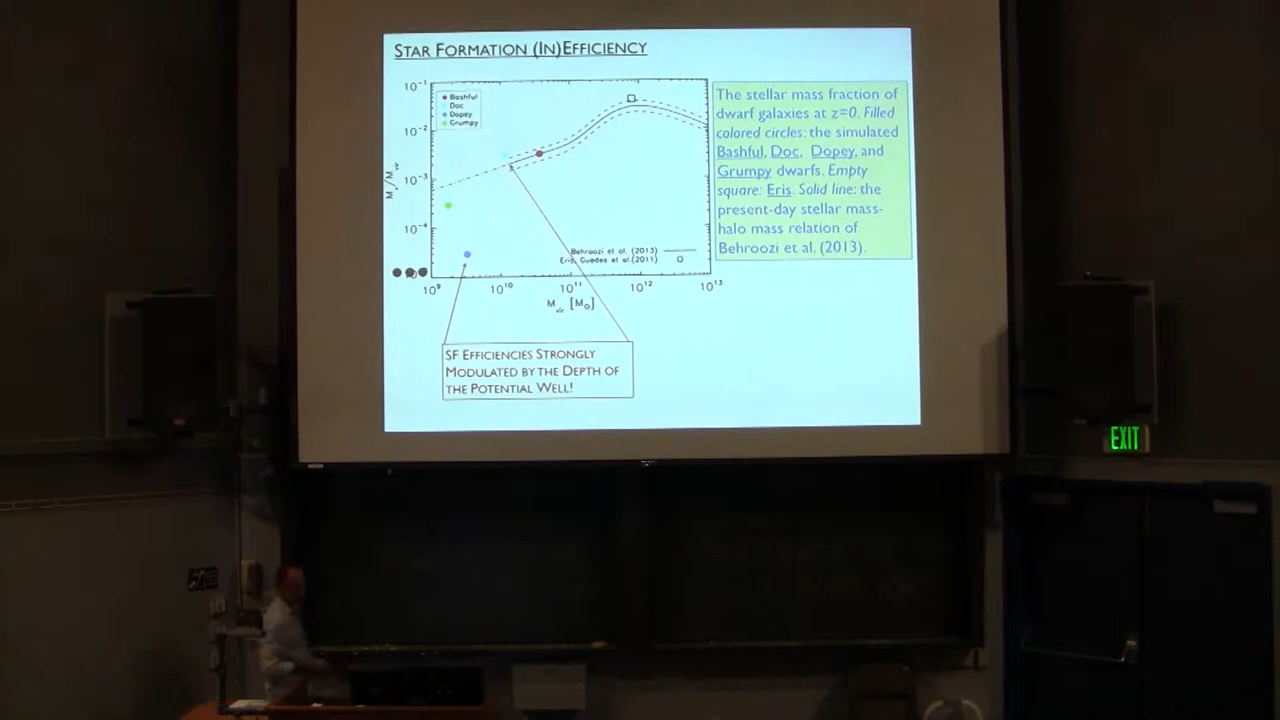 STAR FORMATION (IN)EFFICIENCY
10⁻¹
10⁻²
10⁻³
10⁻⁴
M*/Mvir
Bashful
Doc
Dopey
Grumpy
Behroozi et al. (2013)
Eris, Guedes et al.(2011)
10⁹ 10¹⁰ 10¹¹ 10¹² 10¹³
Mvir [M⊙]
The stellar mass fraction of
dwarf galaxies at z=0. Filled
colored circles: the simulated
Bashful, Doc, Dopey, and
Grumpy dwarfs. Empty
square: Eris. Solid line: the
present-day stellar mass-
halo mass relation of
Behroozi et al. (2013).
SF EFFICIENCIES STRONGLY
MODULATED BY THE DEPTH OF
THE POTENTIAL WELL!
EXIT